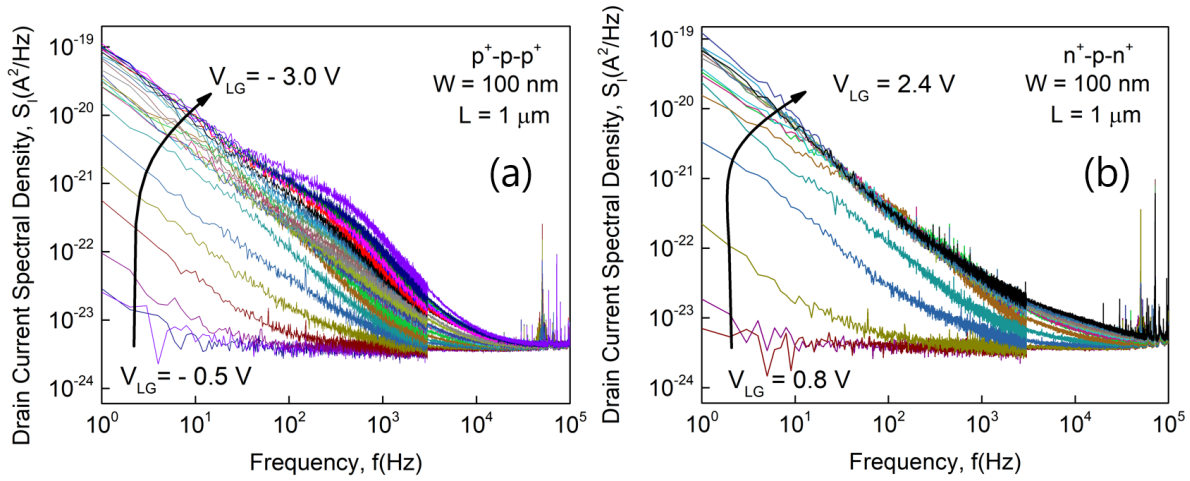 Drain Current Spectral Density, S_I(A^2/Hz)
10^-19
10^-20
10^-21
10^-22
10^-23
10^-24
V_LG = - 3.0 V
p^+-p-p^+
W = 100 nm
L = 1 μm
(a)
V_LG = - 0.5 V
10^0 10^1 10^2 10^3 10^4 10^5
Frequency, f(Hz)
Drain Current Spectral Density, S_I(A^2/Hz)
10^-19
10^-20
10^-21
10^-22
10^-23
10^-24
V_LG = 2.4 V
n^+-p-n^+
W = 100 nm
L = 1 μm
(b)
V_LG = 0.8 V
10^0 10^1 10^2 10^3 10^4 10^5
Frequency, f(Hz)